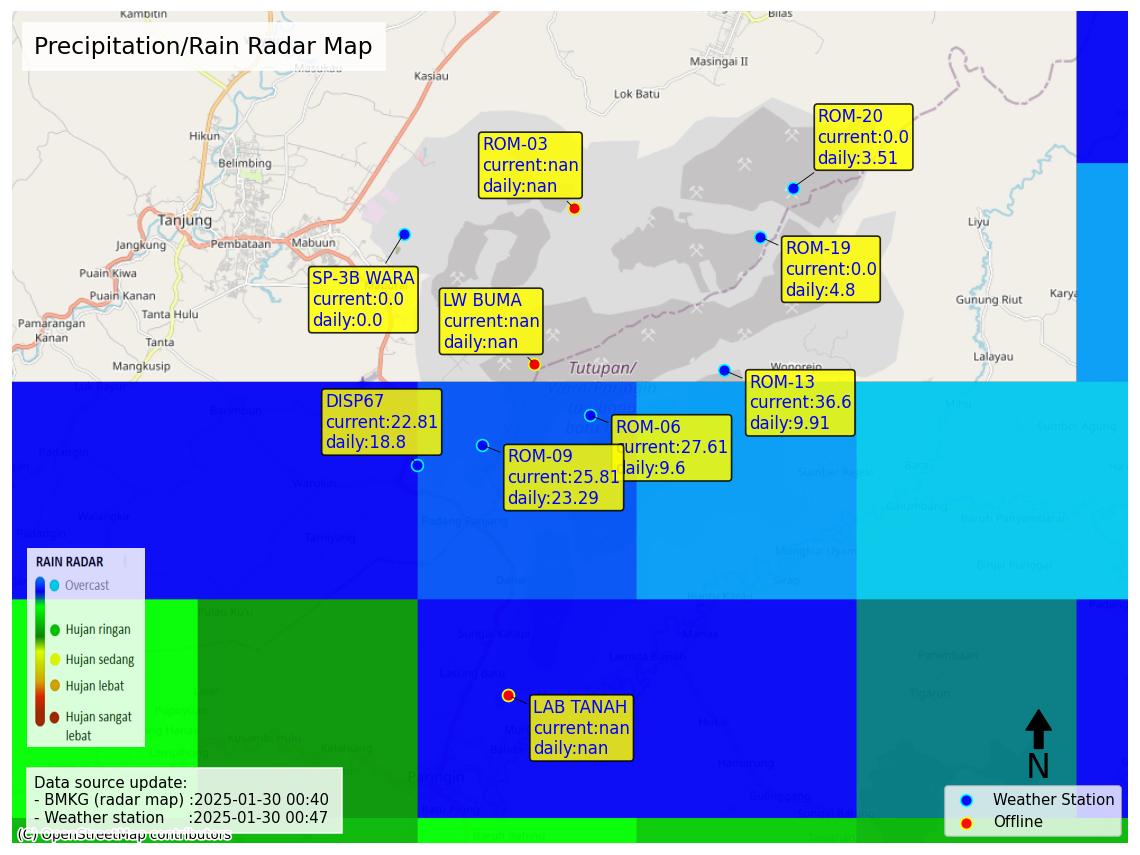 Kambitin
Bilas
Precipitation/Rain Radar Map
Masukau
Kasiau
Masingai II
Lok Batu
ROM-20
current:0.0
daily:3.51
Hikun
ROM-03
current:nan
daily:nan
Belimbing
Tanjung
Liyu
Jangkung
Pembataan
Mabuun
ROM-19
current:0.0
daily:4.8
Puain Kiwa
SP-3B WARA
current:0.0
daily:0.0
Puain Kanan
LW BUMA
current:nan
daily:nan
Gunung Riut
Karya
Tanta Hulu
Pamarangan
Kanan
Tanta
Lalayau
Mangkusip
Tutupan/
Wonorejo
ROM-13
current:36.6
daily:9.91
DISP67
current:22.81
daily:18.8
ROM-06
current:27.61
daily:9.6
ROM-09
current:25.81
daily:23.29
Padang Panjang
RAIN RADAR
Overcast
Hujan ringan
Hujan sedang
Hujan lebat
Hujan sangat
lebat
LAB TANAH
current:nan
daily:nan
Paringin
Data source update:
- BMKG (radar map) :2025-01-30 00:40
- Weather station :2025-01-30 00:47
(C) OpenStreetMap contributors
N
Weather Station
Offline